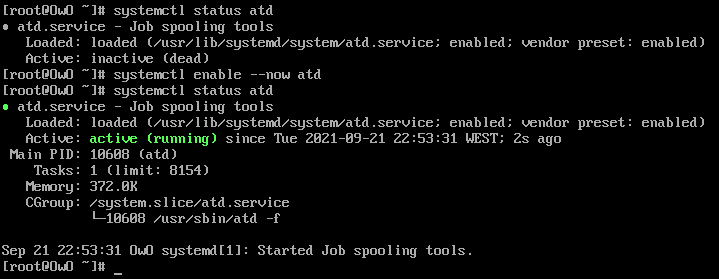 [root@OwO ~]# systemctl status atd
● atd.service - Job spooling tools
   Loaded: loaded (/usr/lib/systemd/system/atd.service; enabled; vendor preset: enabled)
   Active: inactive (dead)
[root@OwO ~]# systemctl enable --now atd
[root@OwO ~]# systemctl status atd
● atd.service - Job spooling tools
   Loaded: loaded (/usr/lib/systemd/system/atd.service; enabled; vendor preset: enabled)
   Active: active (running) since Tue 2021-09-21 22:53:31 WEST; 2s ago
 Main PID: 10608 (atd)
    Tasks: 1 (limit: 8154)
   Memory: 372.0K
   CGroup: /system.slice/atd.service
           └─10608 /usr/sbin/atd -f
Sep 21 22:53:31 OwO systemd[1]: Started Job spooling tools.
[root@OwO ~]# _